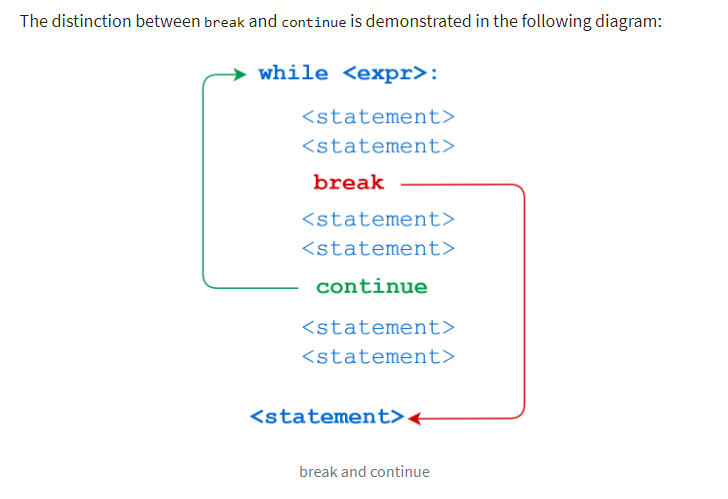 The distinction between break and continue is demonstrated in the following diagram:
while <expr>:
<statement>
<statement>
break
<statement>
<statement>
continue
<statement>
<statement>
<statement>
break and continue